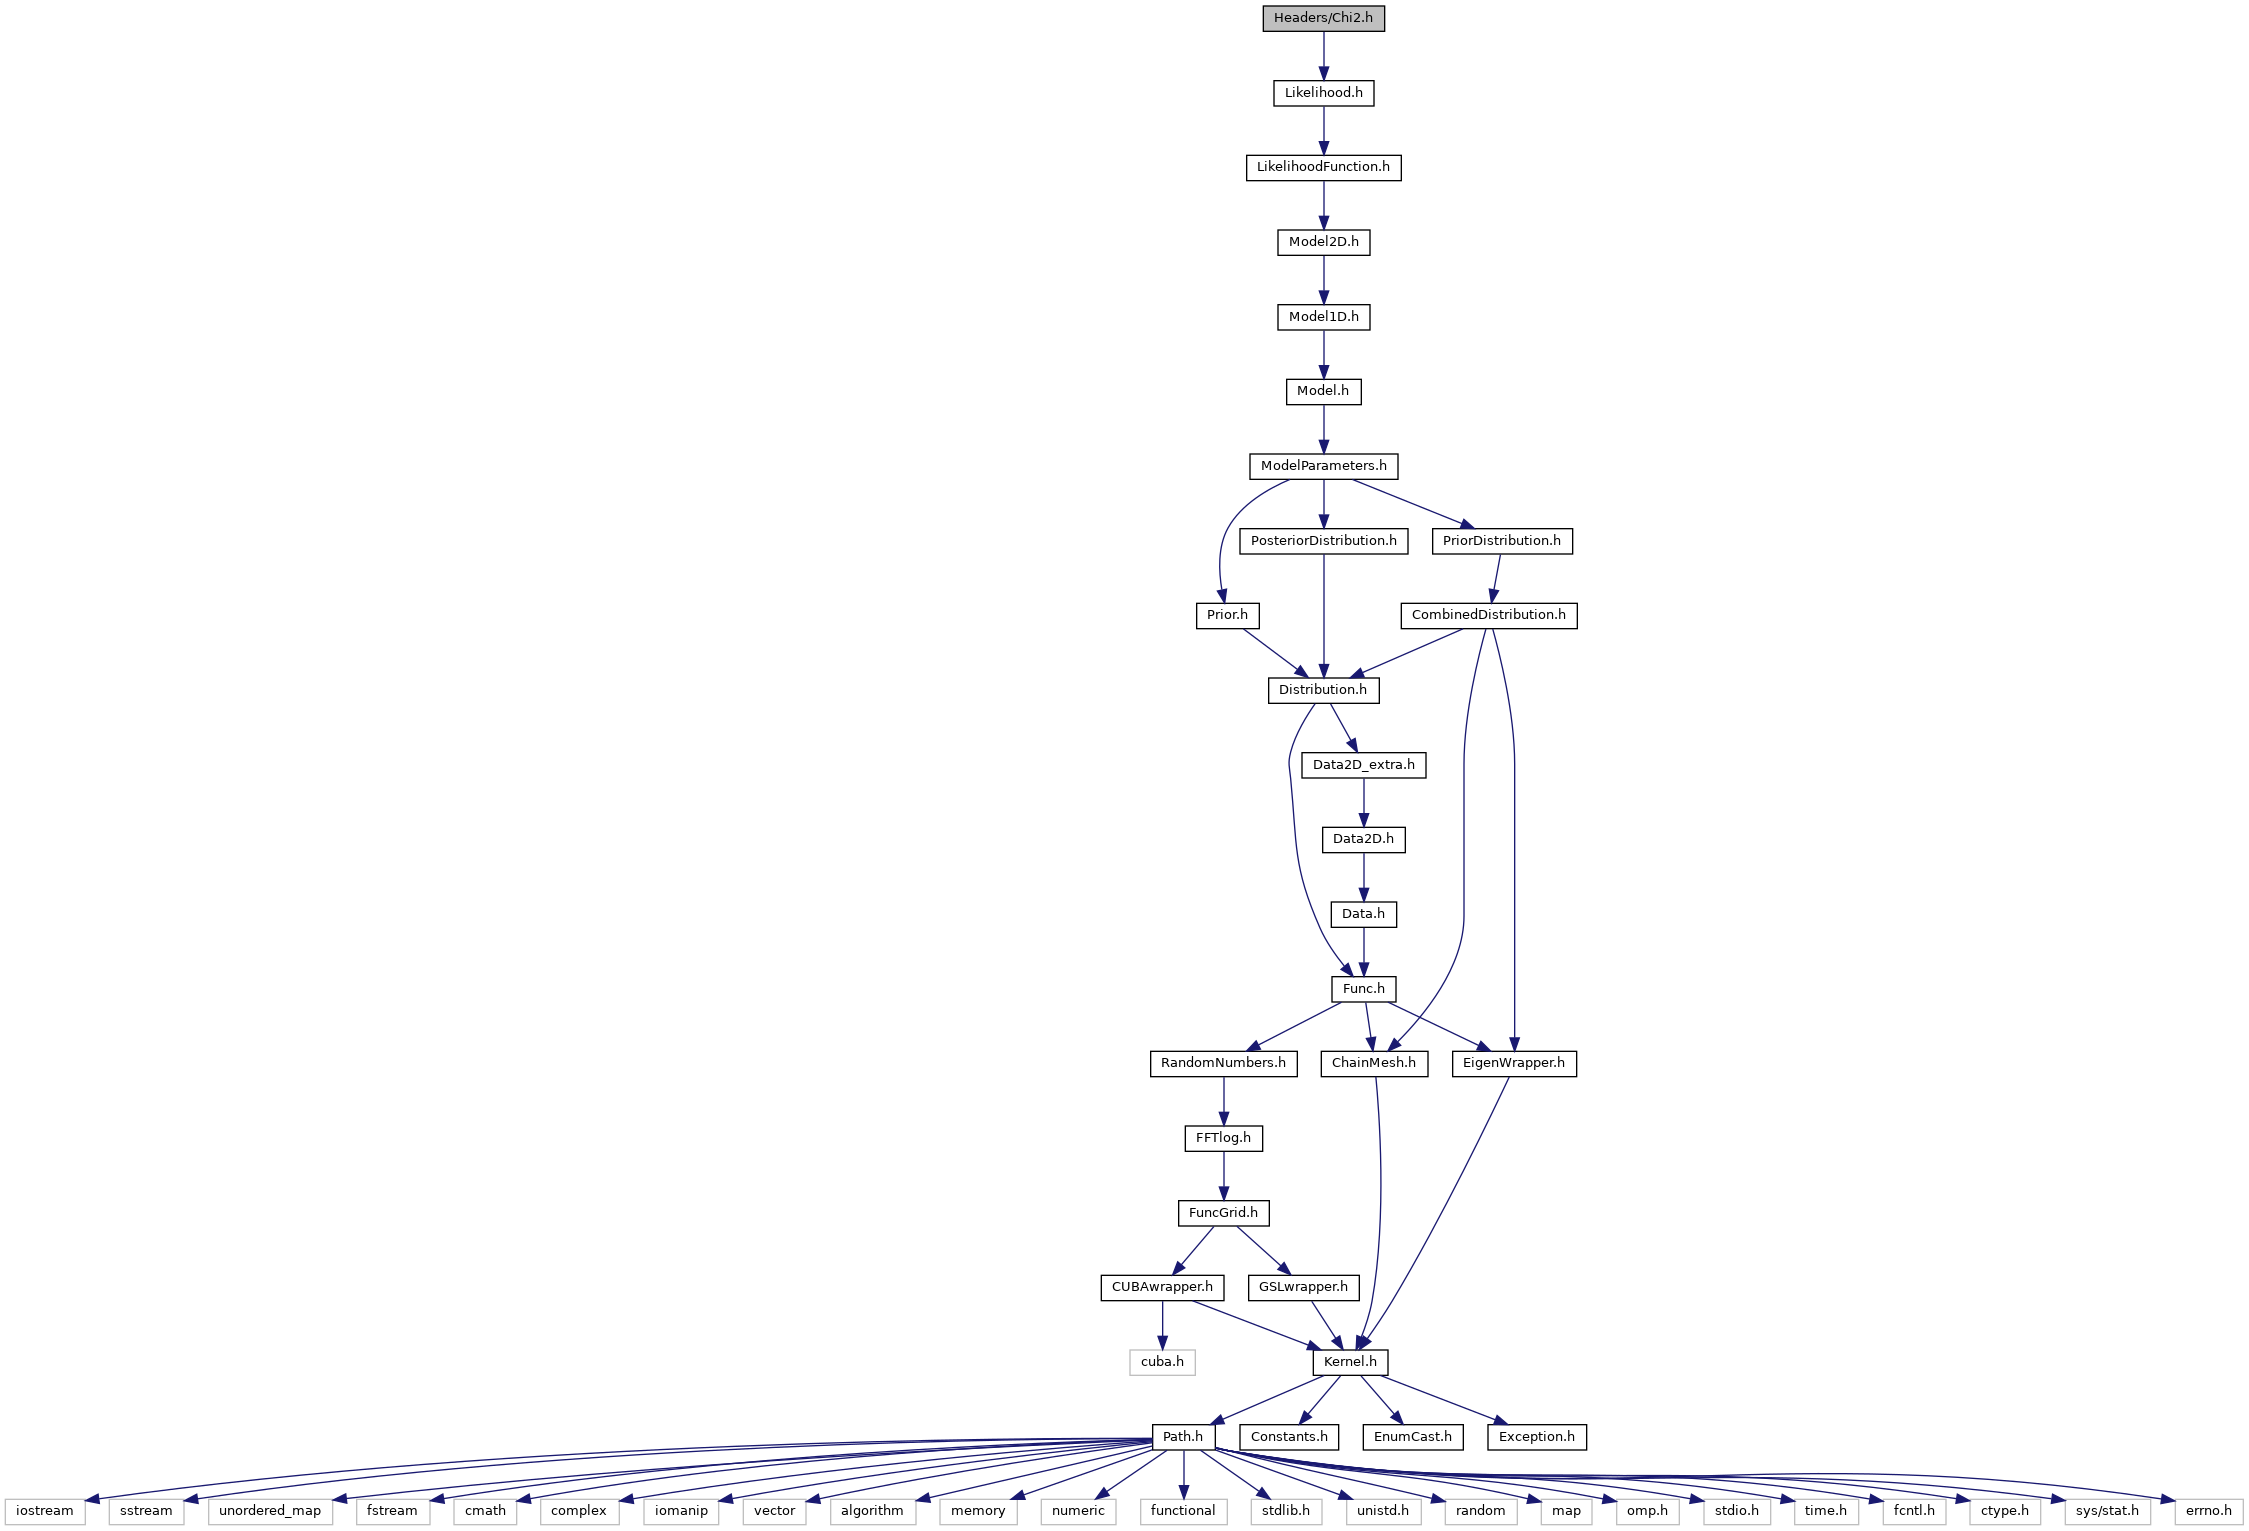 Headers/Chi2.h
Likelihood.h
LikelihoodFunction.h
Model2D.h
Model1D.h
Model.h
ModelParameters.h
PosteriorDistribution.h
PriorDistribution.h
Prior.h
CombinedDistribution.h
Distribution.h
Data2D_extra.h
Data2D.h
Data.h
Func.h
RandomNumbers.h
ChainMesh.h
EigenWrapper.h
FFTlog.h
FuncGrid.h
CUBAwrapper.h
GSLwrapper.h
cuba.h
Kernel.h
Path.h
Constants.h
EnumCast.h
Exception.h
iostream
sstream
unordered_map
fstream
cmath
complex
iomanip
vector
algorithm
memory
numeric
functional
stdlib.h
unistd.h
random
map
omp.h
stdio.h
time.h
fcntl.h
ctype.h
sys/stat.h
errno.h